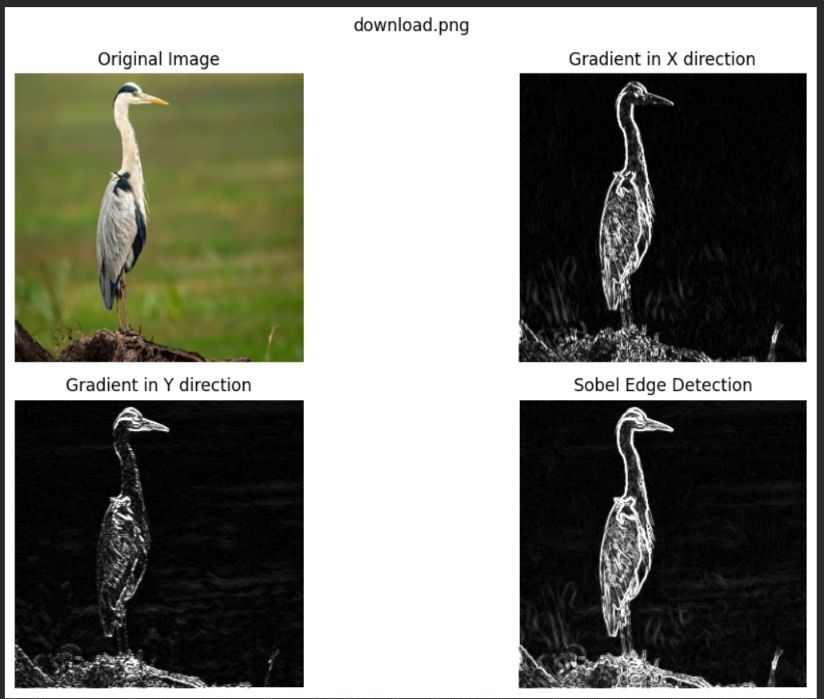 download.png
Original Image
Gradient in X direction
Gradient in Y direction
Sobel Edge Detection